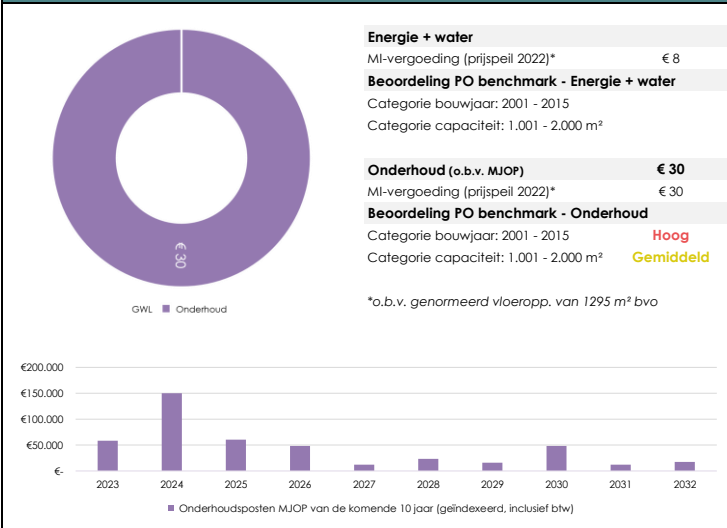 Energie + water
MI-vergoeding (prijspeil 2022)* € 8
Beoordeling PO benchmark - Energie + water
Categorie bouwjaar: 2001 - 2015
Categorie capaciteit: 1.001 - 2.000 m²
Onderhoud (o.b.v. MJOP) € 30
MI-vergoeding (prijspeil 2022)* € 30
Beoordeling PO benchmark - Onderhoud
Categorie bouwjaar: 2001 - 2015 Hoog
Categorie capaciteit: 1.001 - 2.000 m² Gemiddeld
*o.b.v. genormeerd vloeropp. van 1295 m² bvo
€ 30
GWL Onderhoud
€200.000
€150.000
€100.000
€50.000
€-
2023 2024 2025 2026 2027 2028 2029 2030 2031 2032
Onderhoudsposten MJOP van de komende 10 jaar (geïndexeerd, inclusief btw)